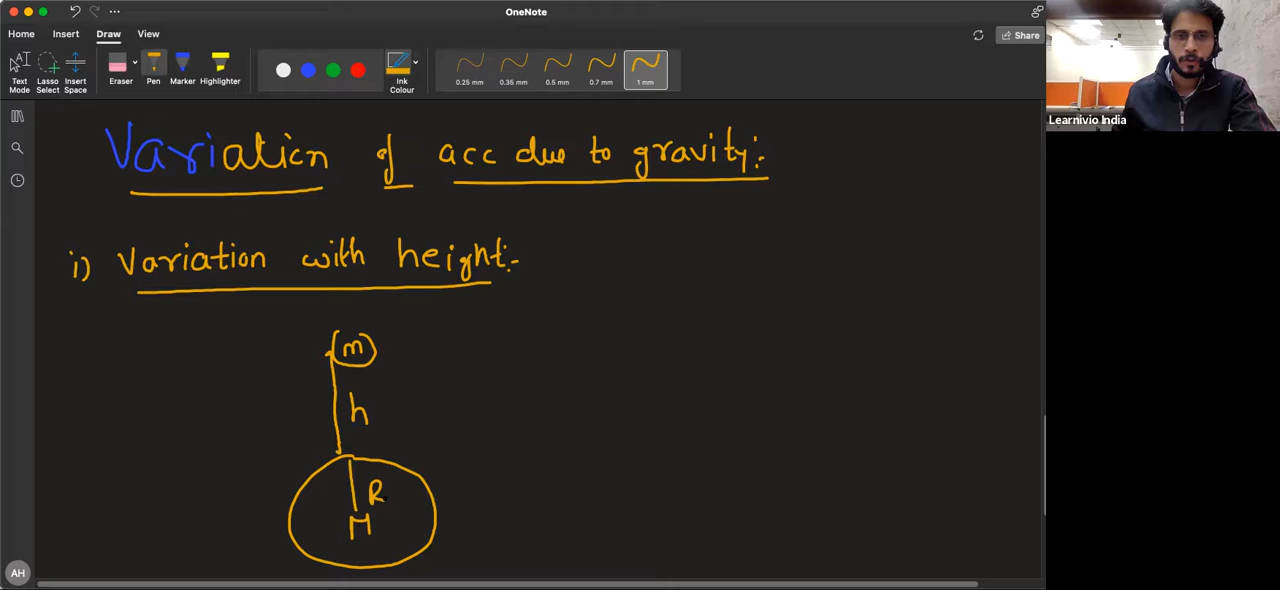 OneNote
Home Insert Draw View
Share
Text Mode
Lasso Select
Insert Space
Eraser
Pen
Marker
Highlighter
Ink Colour
0.25 mm
0.35 mm
0.5 mm
0.7 mm
1 mm
Learnivio India
Variation of acc due to gravity:-
i) Variation with height:-
m
h
R
M
AH